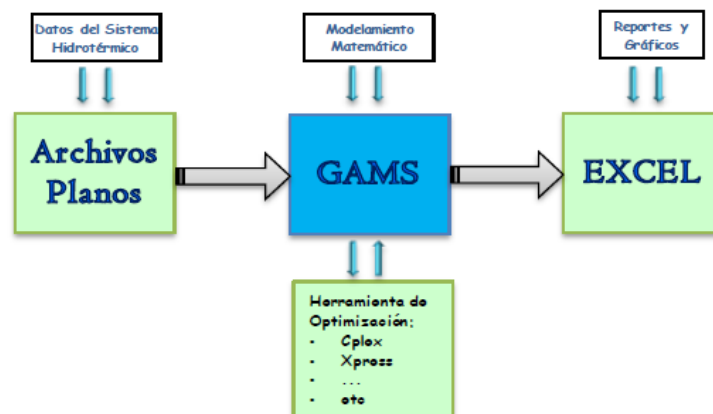 Datos del Sistema
Hidrotérmico
Modelamiento
Matemático
Reportes y
Gráficos
Archivos
Planos
GAMS
EXCEL
Herramienta de
Optimización:
- Cplex
- Xpress
- ...
- etc